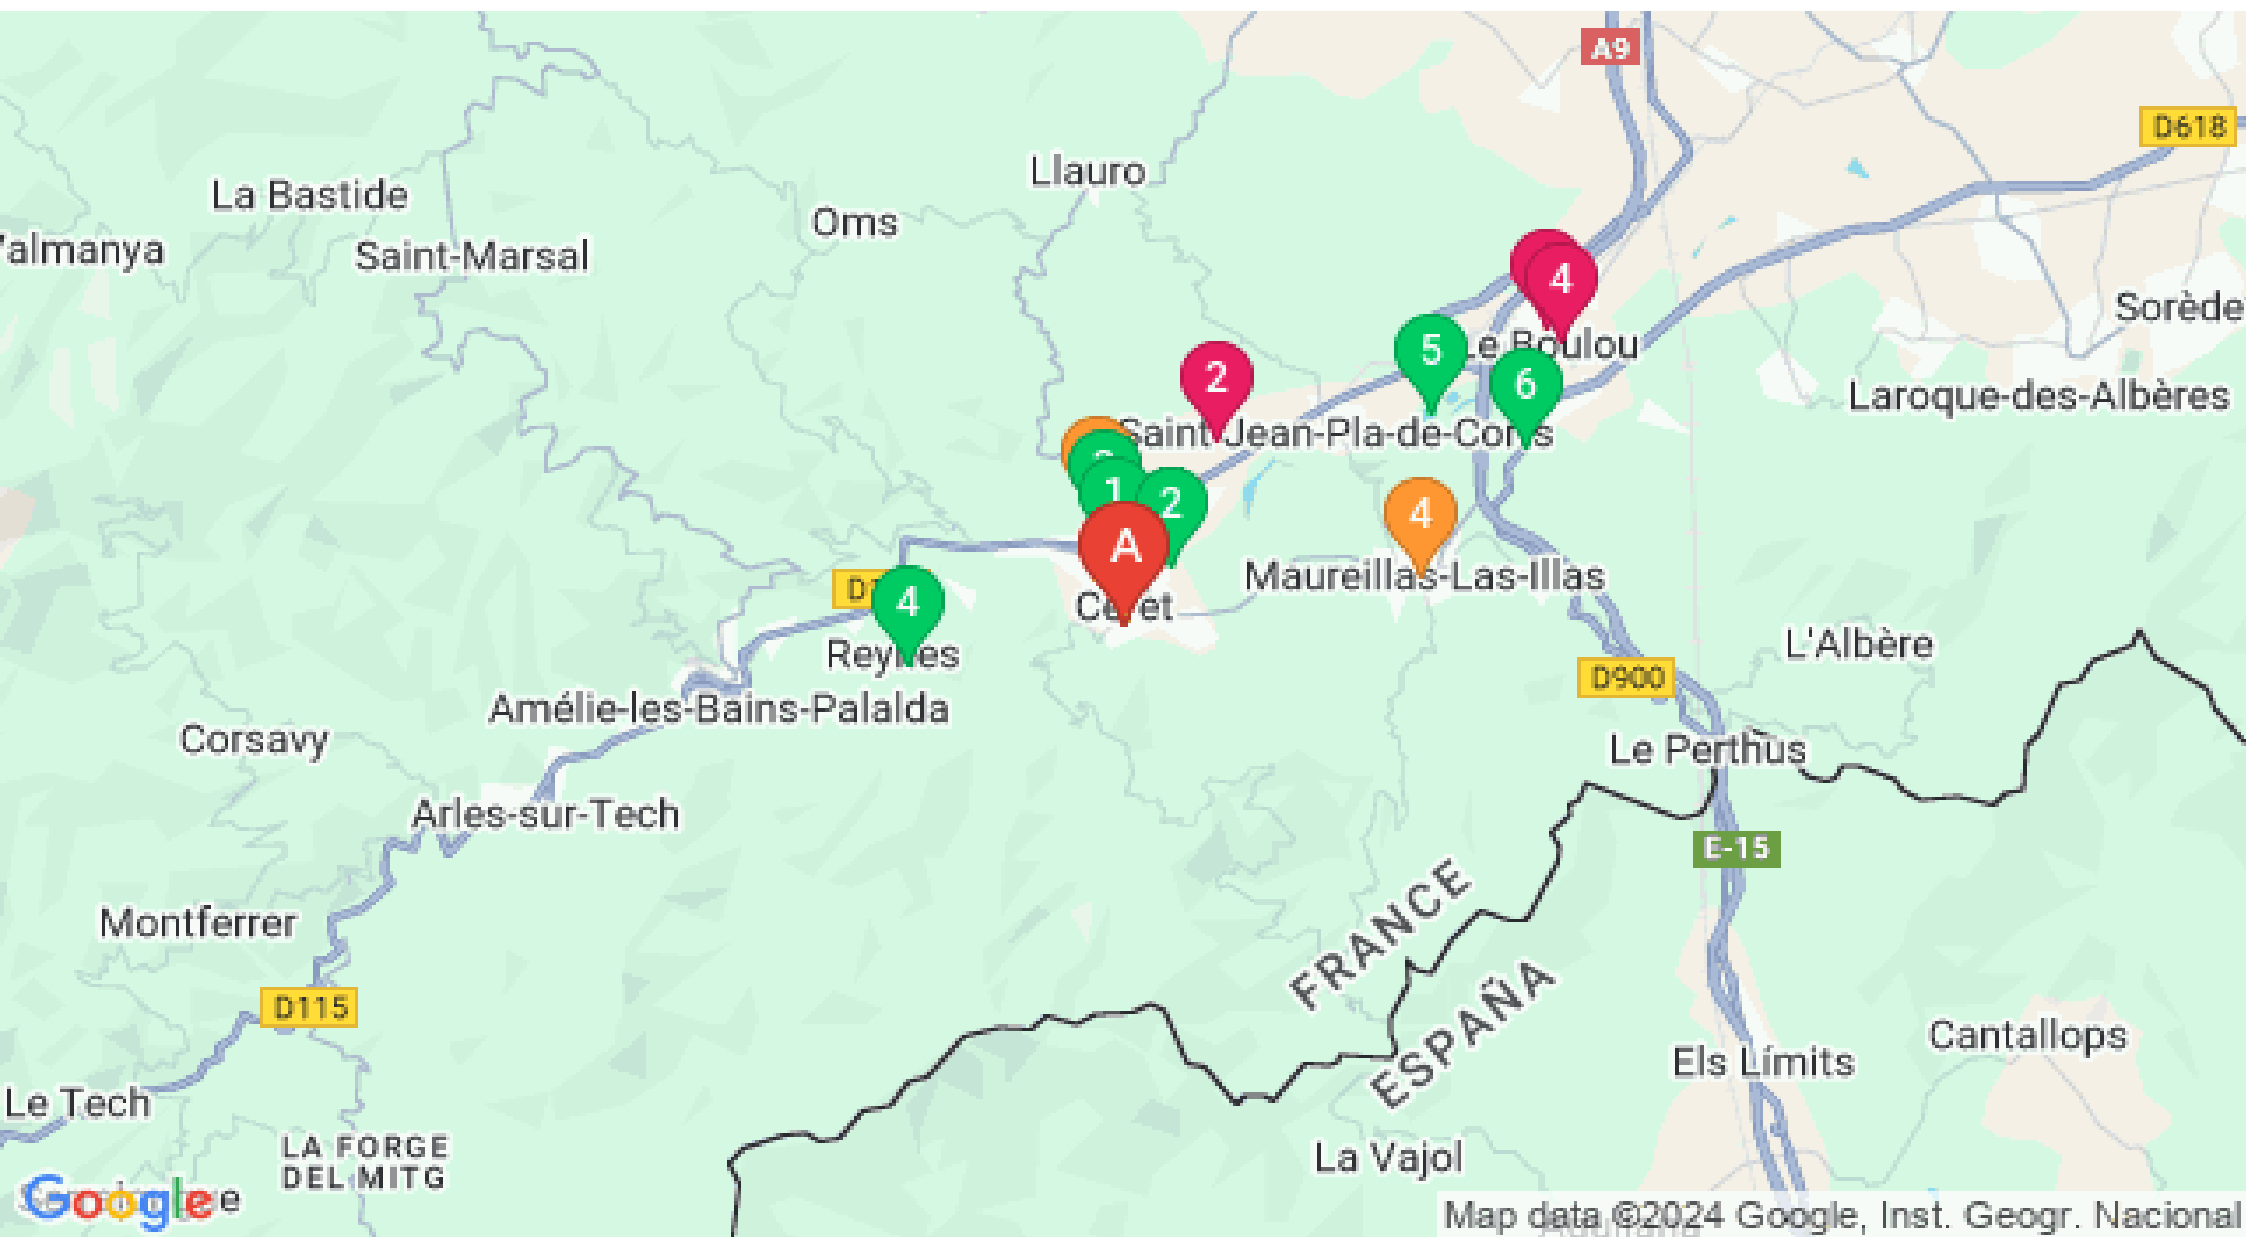 A9
D618
Llauro
La Bastide
Oms
'almanya
Saint-Marsal
4
Sorède
Le Boulou
5
2
6
Laroque-des-Albères
Saint-Jean-Pla-de-Corts
1
2
4
A
Maureillas-Las-Illas
4
Céret
L'Albère
Reynès
D900
Amélie-les-Bains-Palalda
Corsavy
Le Perthus
Arles-sur-Tech
E-15
FRANCE
Montferrer
ESPAÑA
D115
Cantallops
Els Límits
Le Tech
LA FORGE
DEL MITG
La Vajol
Google
Map data ©2024 Google, Inst. Geogr. Nacional